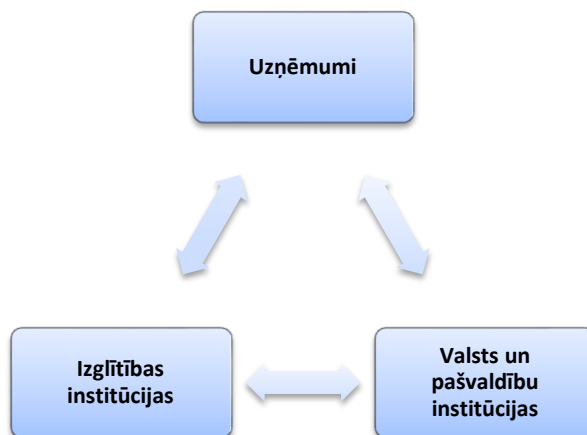 Uzņēmumi
Izglītības
institūcijas
Valsts un
pašvaldību
institūcijas